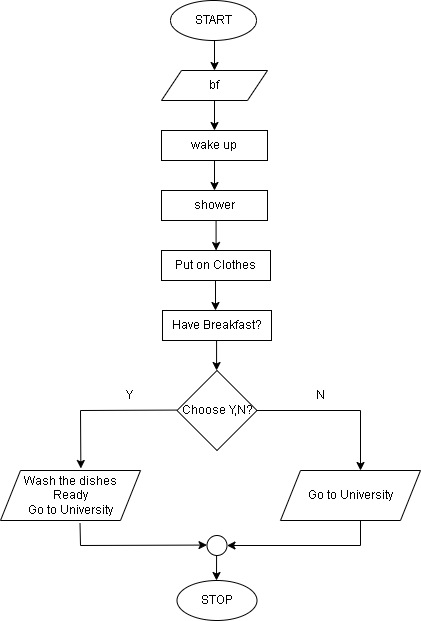 START
bf
wake up
shower
Put on Clothes
Have Breakfast?
Choose Y,N?
Y
N
Wash the dishes
Ready
Go to University
Go to University
STOP